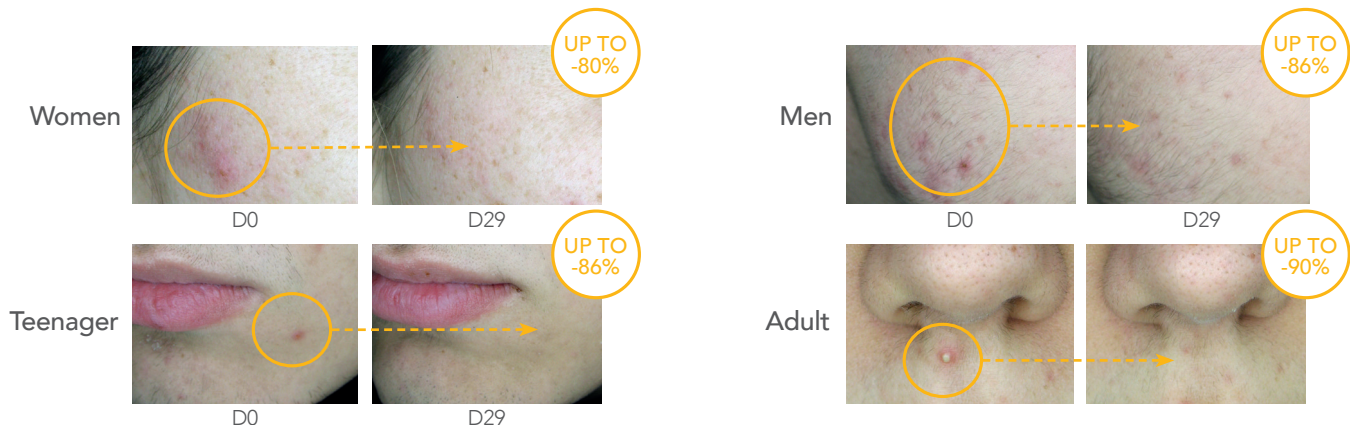 Women
D0
D29
UP TO
-80%
Men
D0
D29
UP TO
-86%
Teenager
D0
D29
UP TO
-86%
Adult
UP TO
-90%